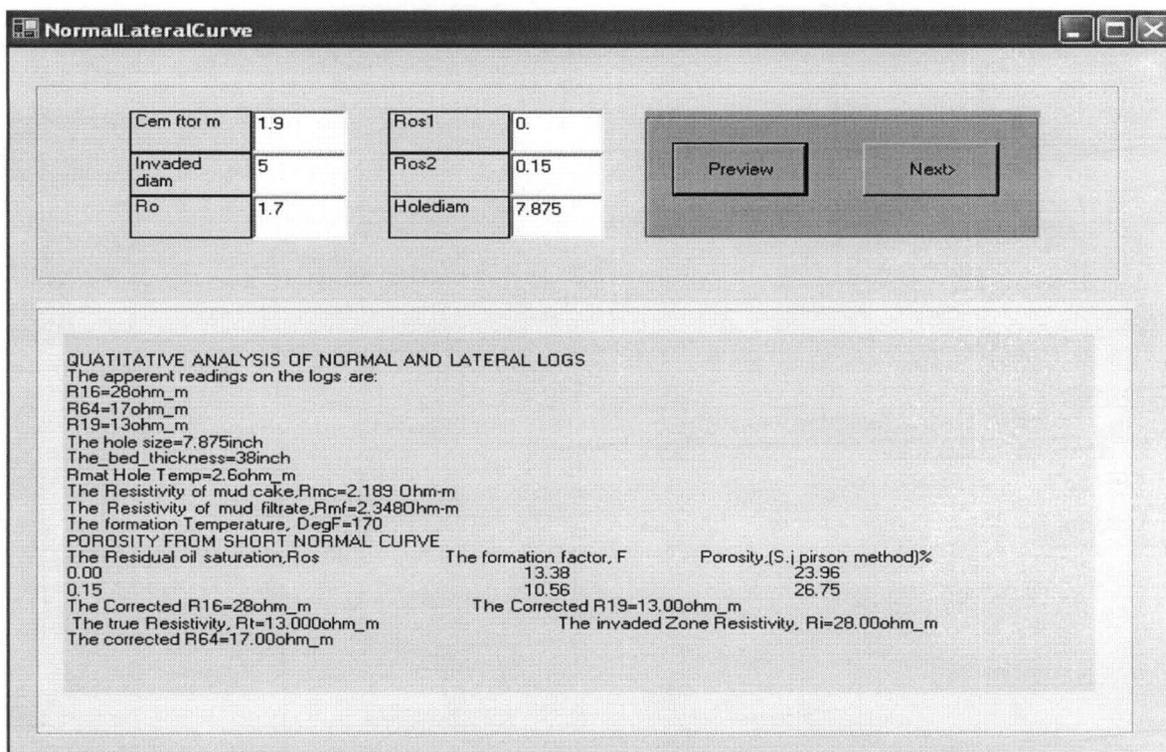 NormalLateralCurve
Cem ftor m 1.9 Ros1 0.
Invaded diam 5 Ros2 0.15 Preview Next>
Ro 1.7 Holediam 7.875
QUATITATIVE ANALYSIS OF NORMAL AND LATERAL LOGS
The apperent readings on the logs are:
R16=28ohm_m
R64=17ohm_m
R19=13ohm_m
The hole size=7.875inch
The_bed_thickness=38inch
Rmat Hole Temp=2.6ohm_m
The Resistivity of mud cake,Rmc=2.189 Ohm-m
The Resistivity of mud filtrate,Rmf=2.348Ohm-m
The formation Temperature, DegF=170
POROSITY FROM SHORT NORMAL CURVE
The Residual oil saturation,Ros The formation factor, F Porosity,(S.j pirson method)%
0.00 13.38 23.96
0.15 10.56 26.75
The Corrected R16=28ohm_m The Corrected R19=13.00ohm_m
The true Resistivity, Rt=13.000ohm_m The invaded Zone Resistivity, Ri=28.00ohm_m
The corrected R64=17.00ohm_m